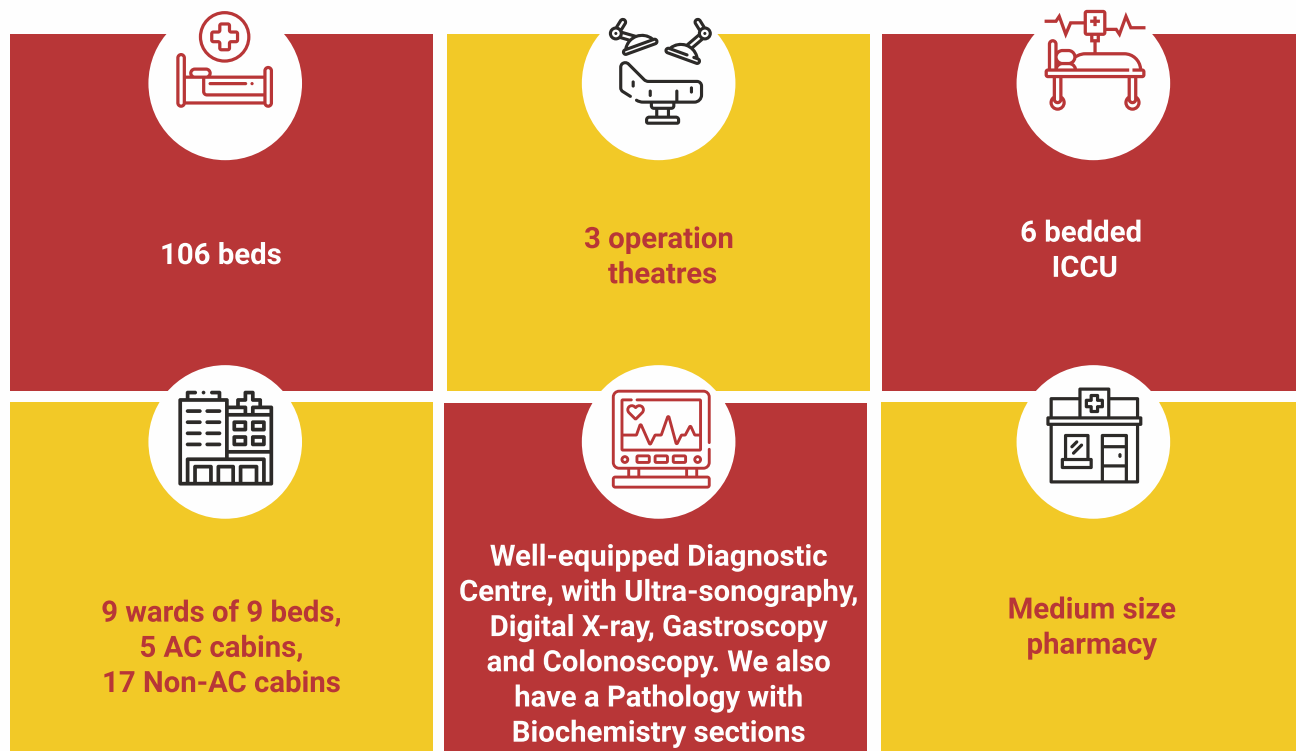 106 beds
3 operation
theatres
6 bedded
ICCU
9 wards of 9 beds,
5 AC cabins,
17 Non-AC cabins
Well-equipped Diagnostic
Centre, with Ultra-sonography,
Digital X-ray, Gastroscopy
and Colonoscopy. We also
have a Pathology with
Biochemistry sections
Medium size
pharmacy